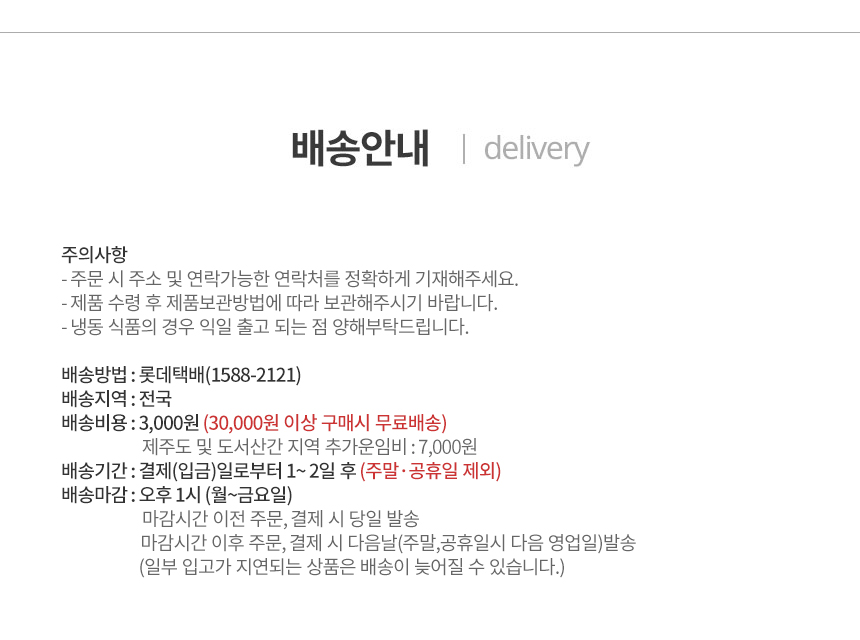 배송안내 | delivery
주의사항
- 주문 시 주소 및 연락가능한 연락처를 정확하게 기재해주세요.
- 제품 수령 후 제품보관방법에 따라 보관해주시기 바랍니다.
- 냉동 식품의 경우 익일 출고 되는 점 양해부탁드립니다.
배송방법 : 롯데택배(1588-2121)
배송지역 : 전국
배송비용 : 3,000원 (30,000원 이상 구매시 무료배송)
제주도 및 도서산간 지역 추가운임비 : 7,000원
배송기간 : 결제(입금)일로부터 1~ 2일 후 (주말·공휴일 제외)
배송마감 : 오후 1시 (월~금요일)
마감시간 이전 주문, 결제 시 당일 발송
마감시간 이후 주문, 결제 시 다음날(주말,공휴일시 다음 영업일)발송
(일부 입고가 지연되는 상품은 배송이 늦어질 수 있습니다.)